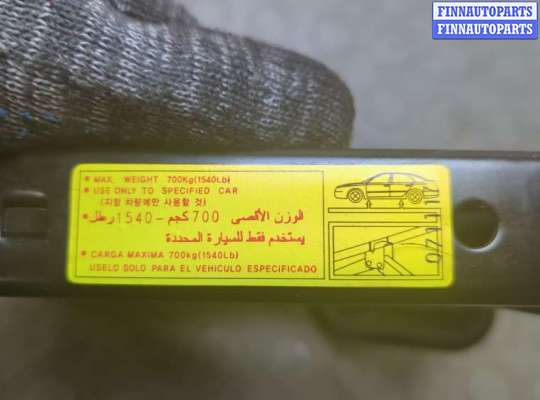 FINNAUTOPARTS
FINNAUTOPARTS
* MAX. WEIGHT 700Kg(1540Lb)
* USE ONLY TO SPECIFIED CAR
(지정 차량에만 사용할 것)
* الوزن الأقصى 700 كجم - 1540 رطل
يستخدم فقط للسيارة المحددة
* CARGA MAXIMA 700kg(1540Lb)
USELO SOLO PARA EL VEHICULO ESPECIFICADO